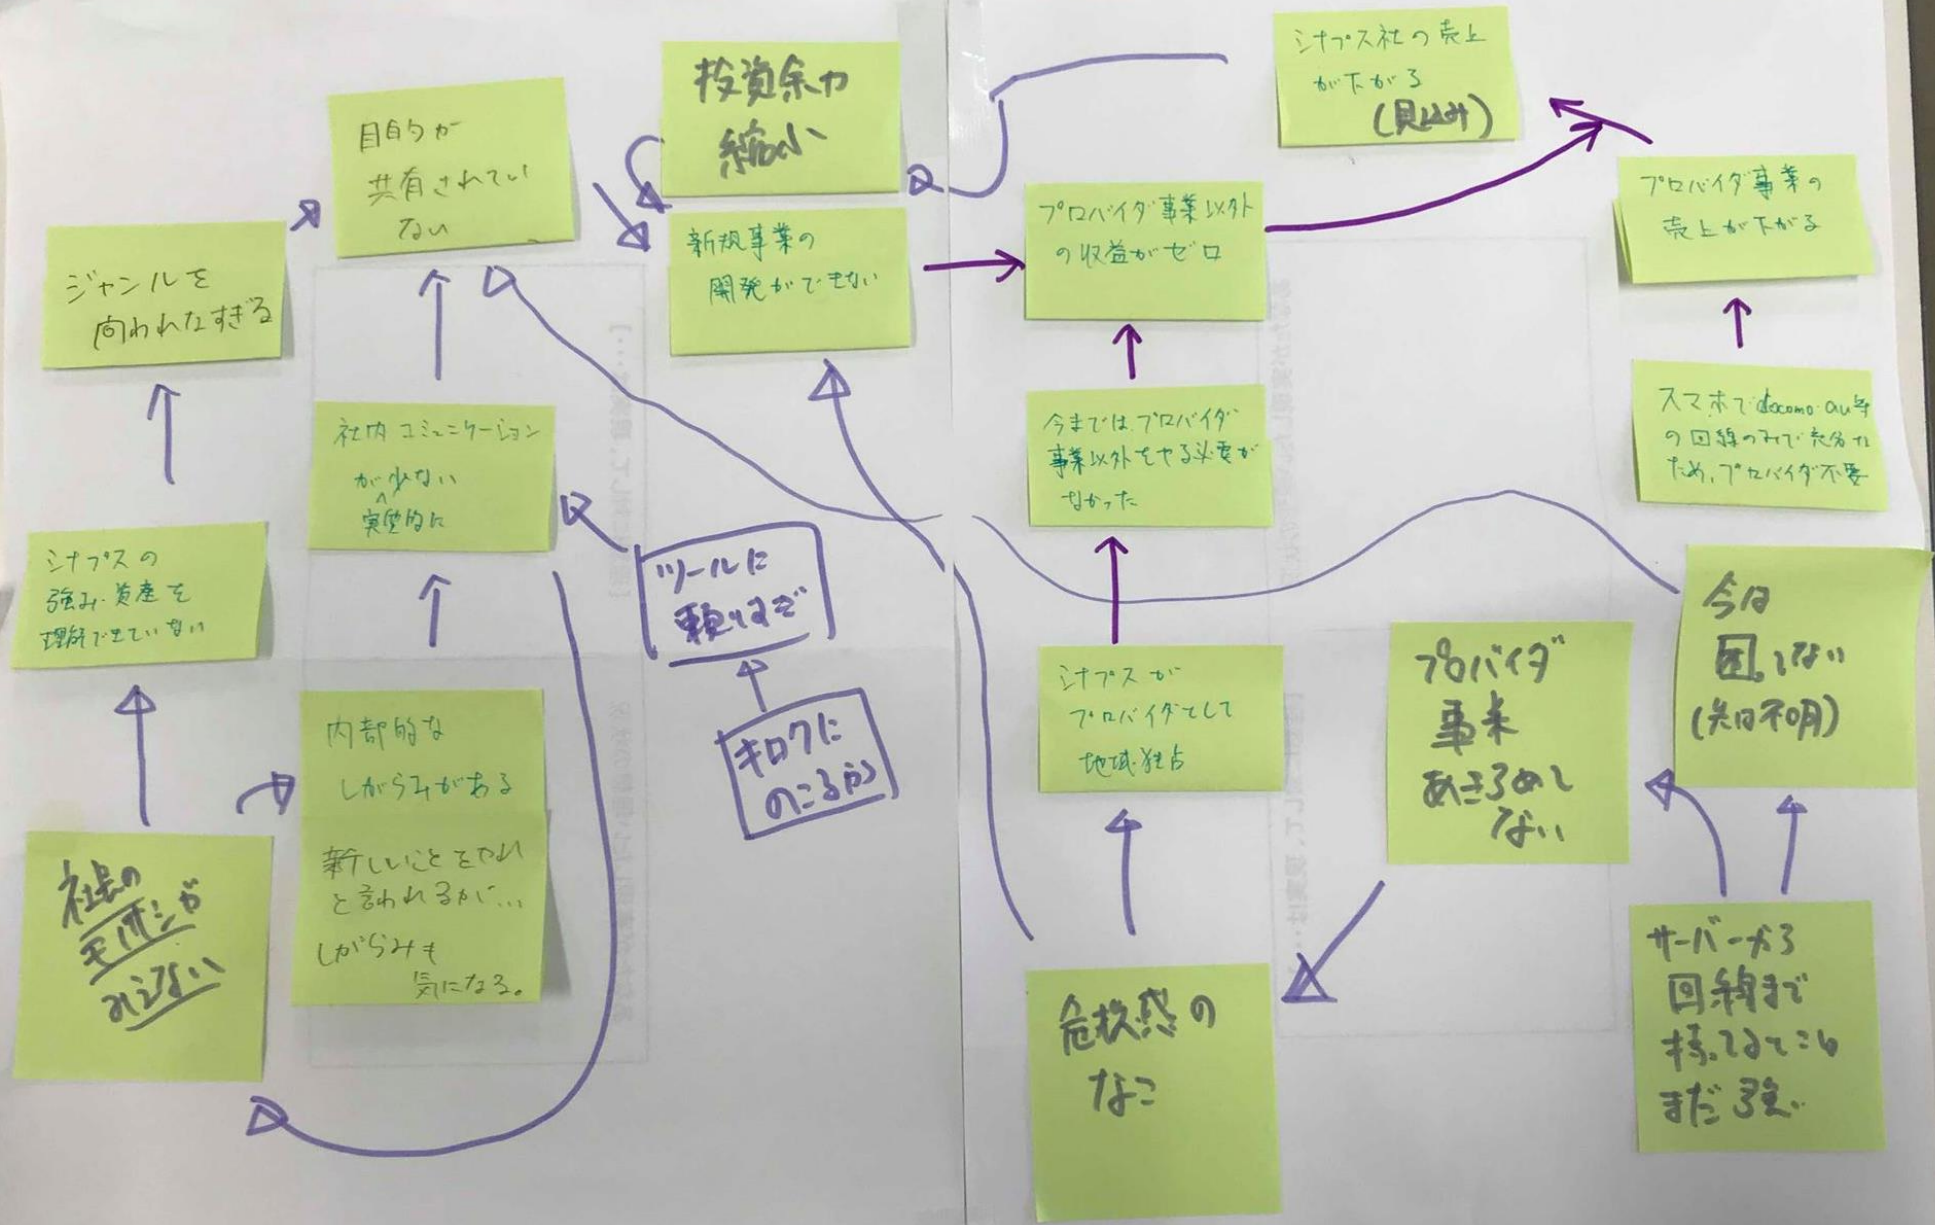 目的が
共有されてい
ない
投資余力
縮小
シナプス社の売上
が下がる
(見込み)
プロバイダ事業の
売上が下がる
ジャンルを
問われなすぎる
新規事業の
開発ができない
プロバイダ事業以外
の収益がゼロ
社内コミュニケーション
が少ない
実質的に
今までは、プロバイダ
事業以外をやる必要が
なかった
スマホでdocomo・au等
の回線のみで充分な
ため、プロバイダ不要
シナプスの
強み・資産を
理解できていない
ツールに
頼りすぎ
キロクに
のこるから
シナプスが
プロバイダとして
地域独占
プロバイダ
事業
あきらめし
ない
今は
困ってない
(矢口不明)
内部的な
しがらみがある
新しいことをやれ
と言われるが…
しがらみも
気になる。
社長の
みえない
危機感の
なさ
サーバーから
回線まで
持ってるところは
まだ強い